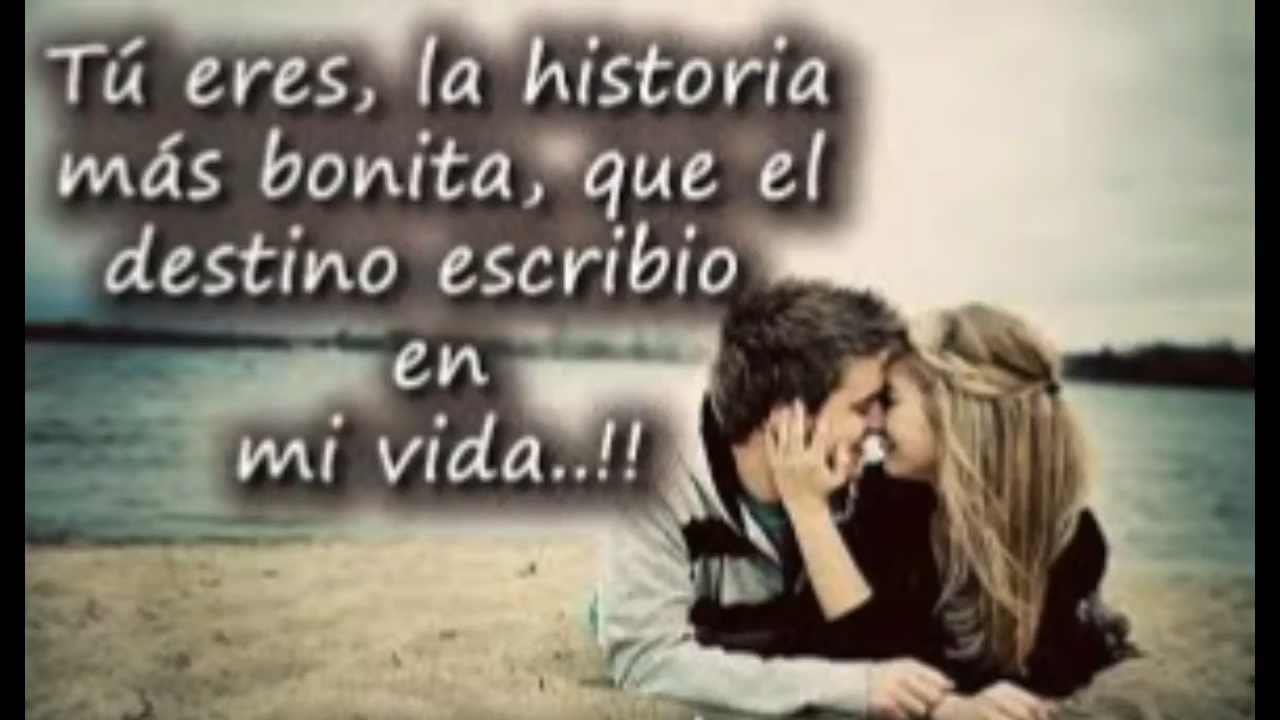 Tú eres, la historia
más bonita, que el
destino escribio
en
mi vida..!!